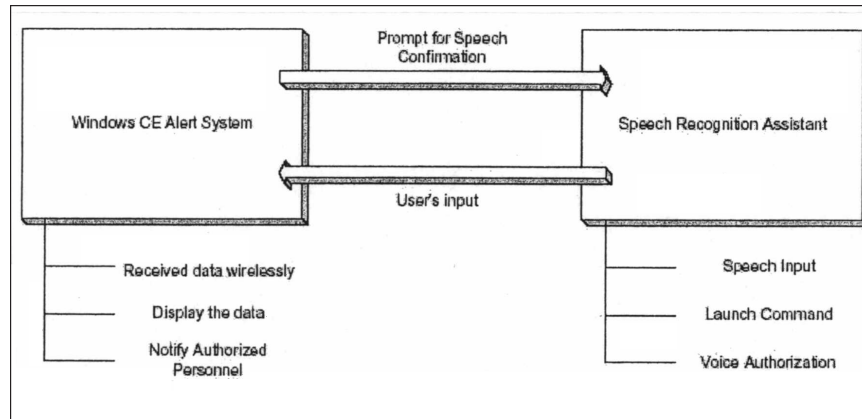 Prompt for Speech
Confirmation
Windows CE Alert System
Speech Recognition Assistant
User's input
Received data wirelessly
Display the data
Notify Authorized
Personnel
Speech Input
Launch Command
Voice Authorization